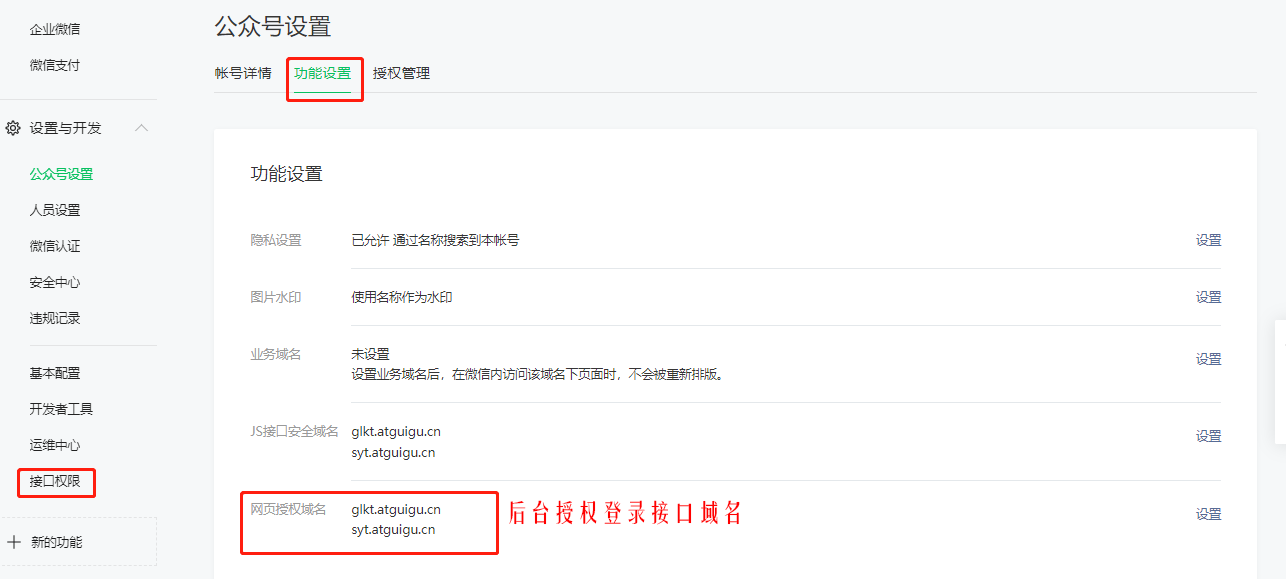 企业微信
微信支付
设置与开发
公众号设置
人员设置
微信认证
安全中心
违规记录
基本配置
开发者工具
运维中心
接口权限
新的功能
公众号设置
帐号详情 功能设置 授权管理
功能设置
隐私设置 已允许 通过名称搜索到本帐号 设置
图片水印 使用名称作为水印 设置
业务域名 未设置 设置
设置业务域名后，在微信内访问该域名下页面时，不会被重新排版。
JS接口安全域名 glkt.atguigu.cn 设置
syt.atguigu.cn
网页授权域名 glkt.atguigu.cn 后台授权登录接口域名 设置
syt.atguigu.cn